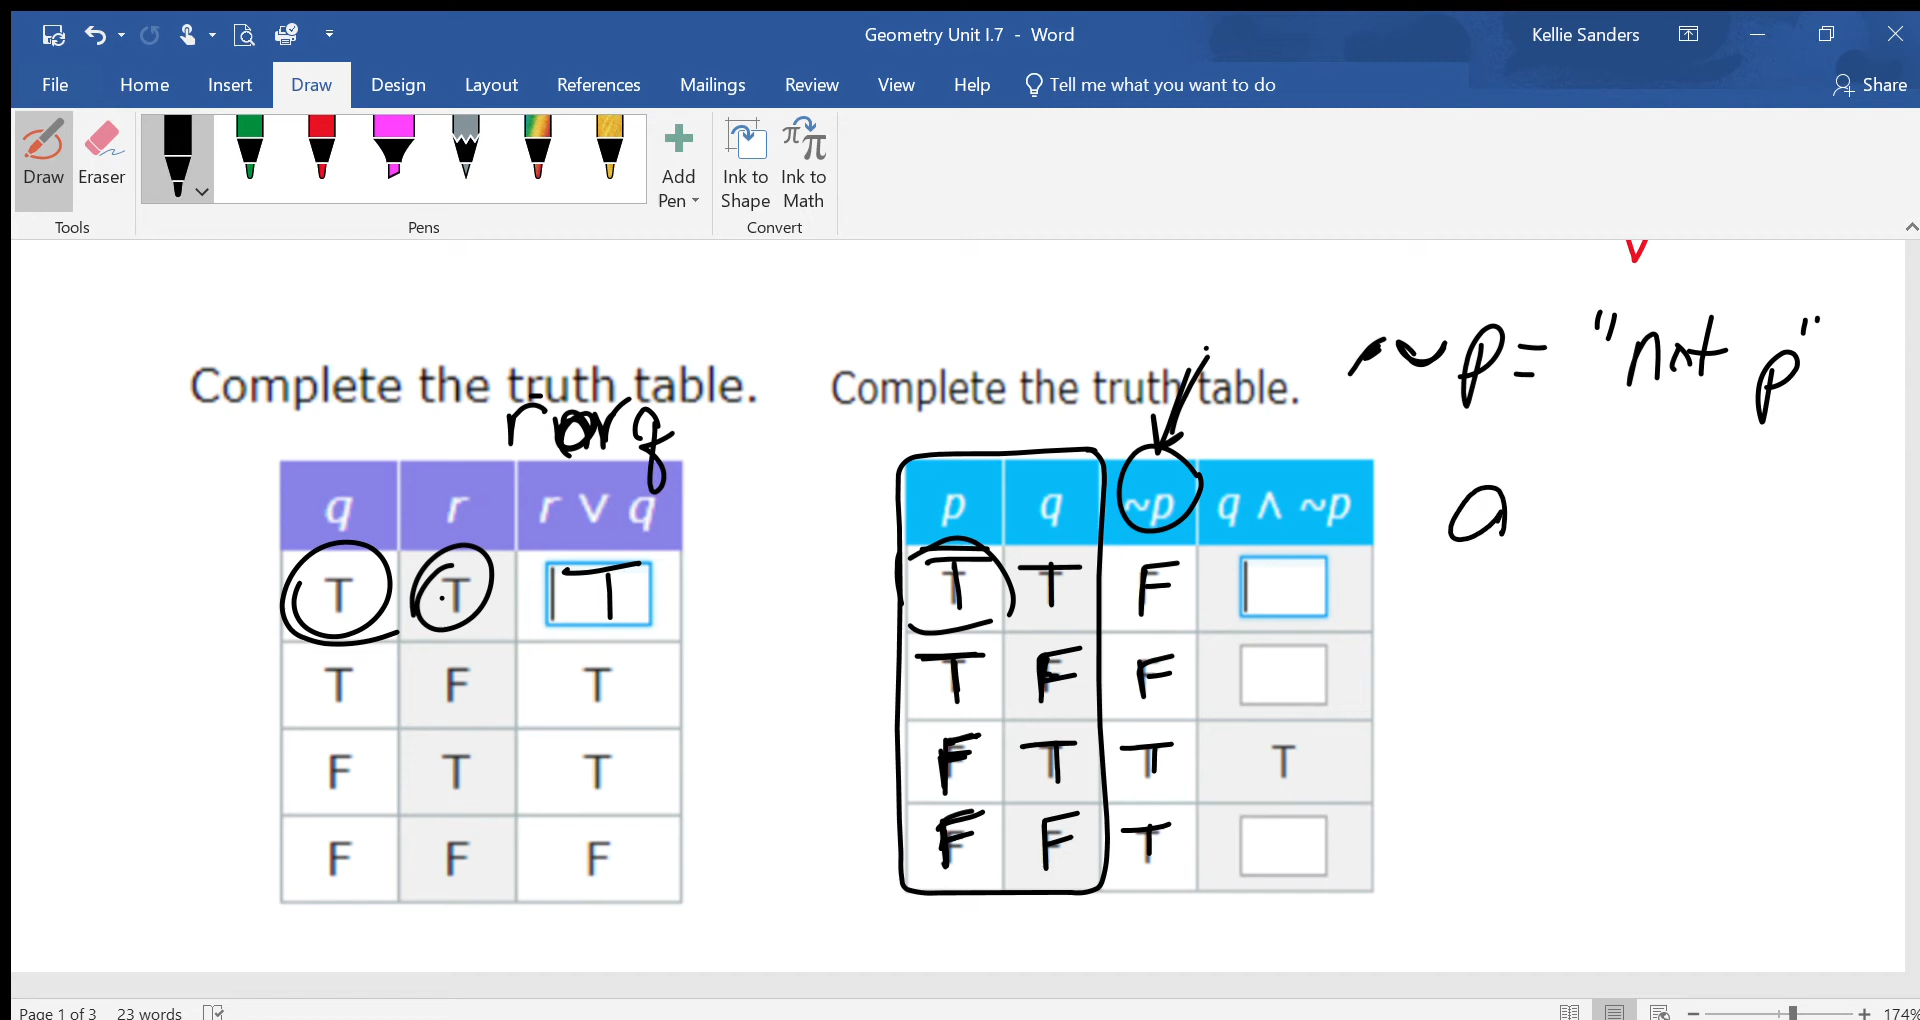 Geometry Unit I.7 - Word
Kellie Sanders
File Home Insert Draw Design Layout References Mailings Review View Help Tell me what you want to do Share
Draw Eraser
Add Pen
Ink to Shape
Ink to Math
Tools Pens Convert
v
~p = "not p"
Complete the truth table.
r or q
q r r ∨ q
T T T
T F T
F T T
F F F
Complete the truth table.
p q ~p q ∧ ~p
T T F
T F F
F T T T
F F T
a
Page 1 of 3 23 words
174%